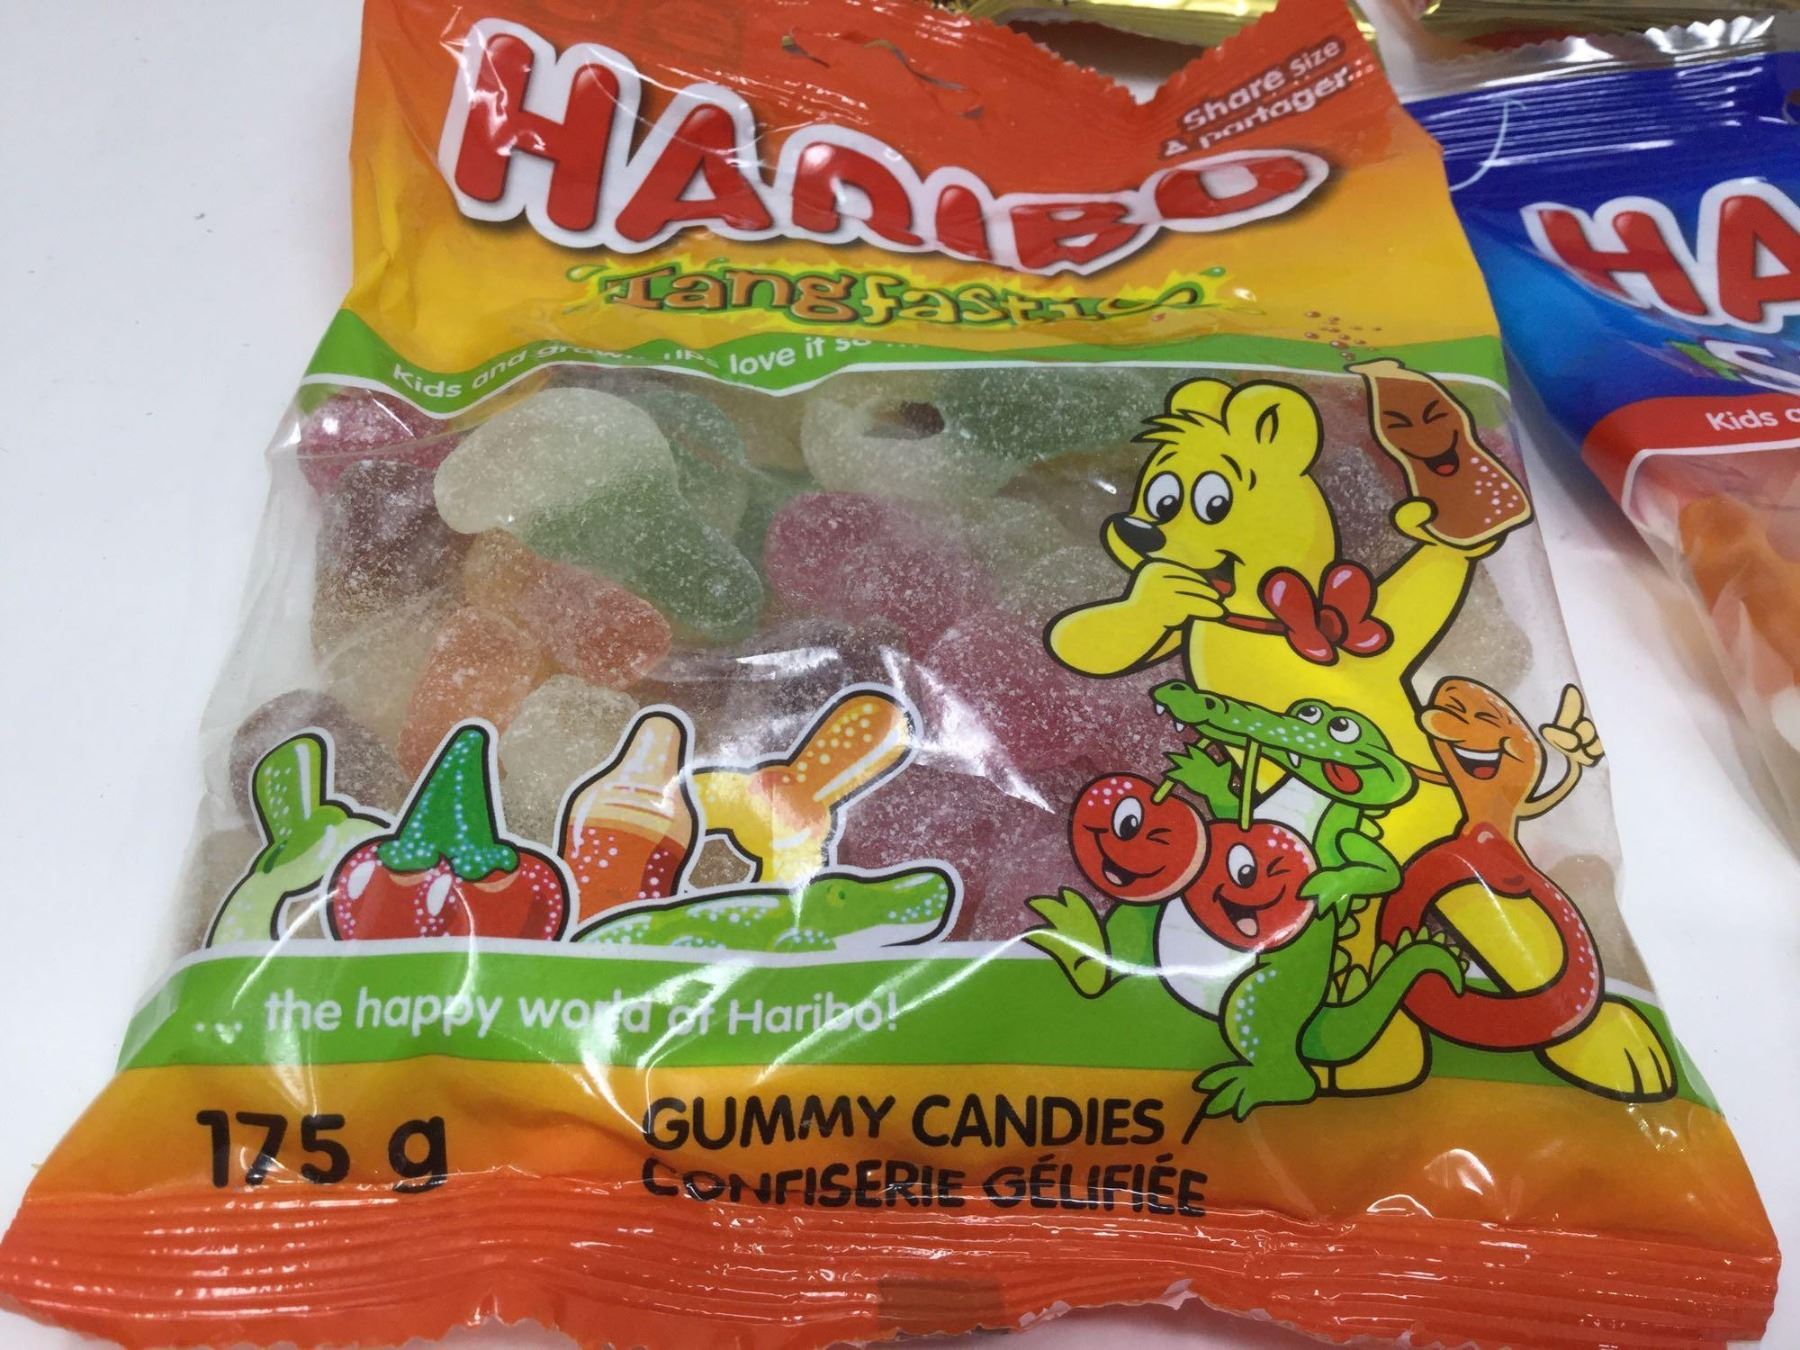 Share Size
À partager...
HARIBO
Tangfastic
Kids and grown-ups love it so ...
... the happy world of Haribo!
175 g
GUMMY CANDIES /
CONFISERIE GÉLIFIÉE
HA
Kids